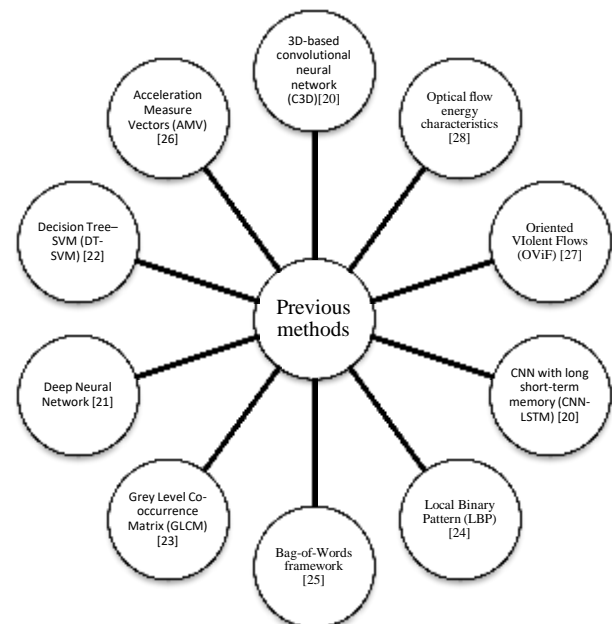 3D-based
convolutional
neural
network
(C3D)[20]
Optical flow
energy
characteristics
[28]
Oriented
VIolent Flows
(OViF) [27]
CNN with long
short-term
memory (CNN-
LSTM) [20]
Local Binary
Pattern (LBP)
[24]
Bag-of-Words
framework
[25]
Grey Level Co-
occurrence
Matrix (GLCM)
[23]
Deep Neural
Network [21]
Decision Tree–
SVM (DT-
SVM) [22]
Acceleration
Measure
Vectors (AMV)
[26]
Previous
methods